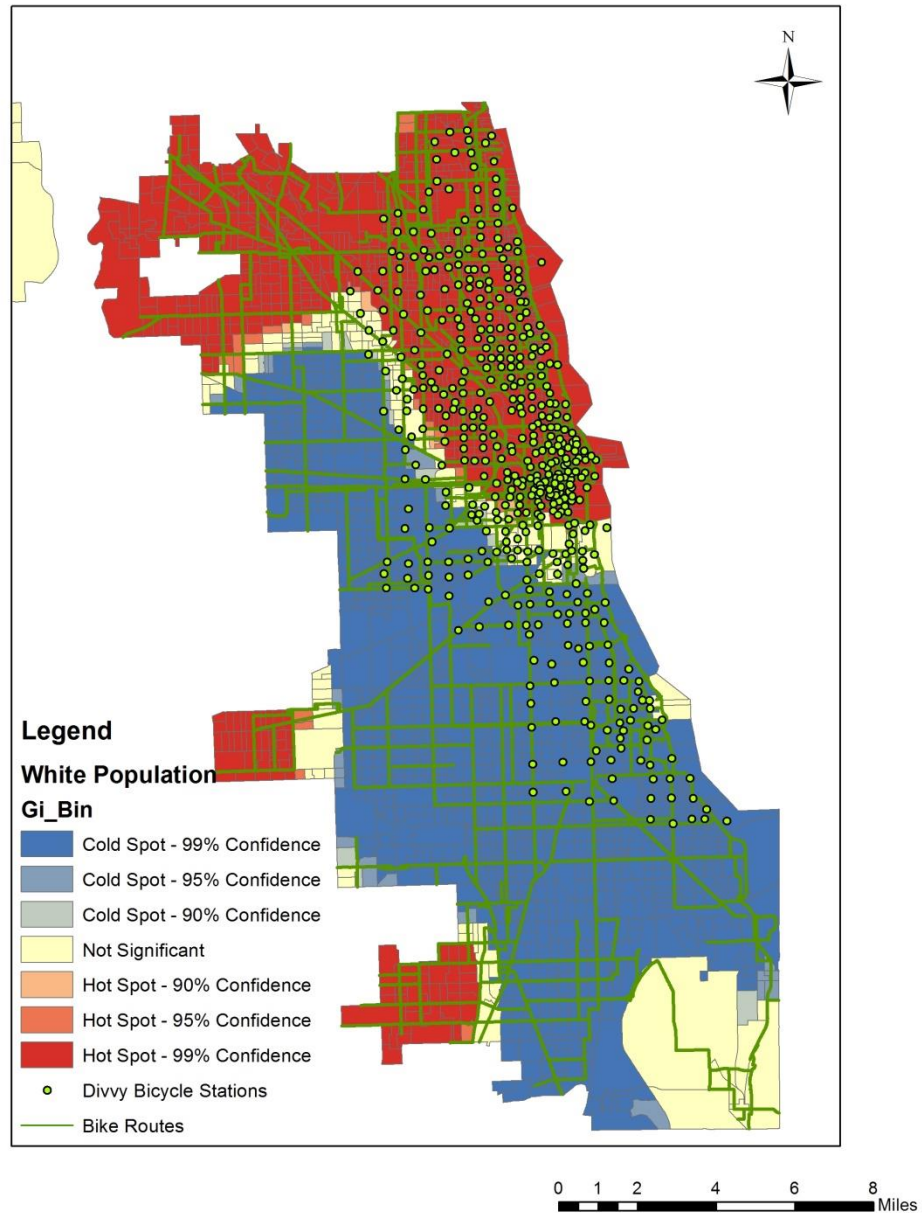 N
Legend
White Population
Gi_Bin
Cold Spot - 99% Confidence
Cold Spot - 95% Confidence
Cold Spot - 90% Confidence
Not Significant
Hot Spot - 90% Confidence
Hot Spot - 95% Confidence
Hot Spot - 99% Confidence
Divvy Bicycle Stations
Bike Routes
0 1 2 4 6 8
Miles